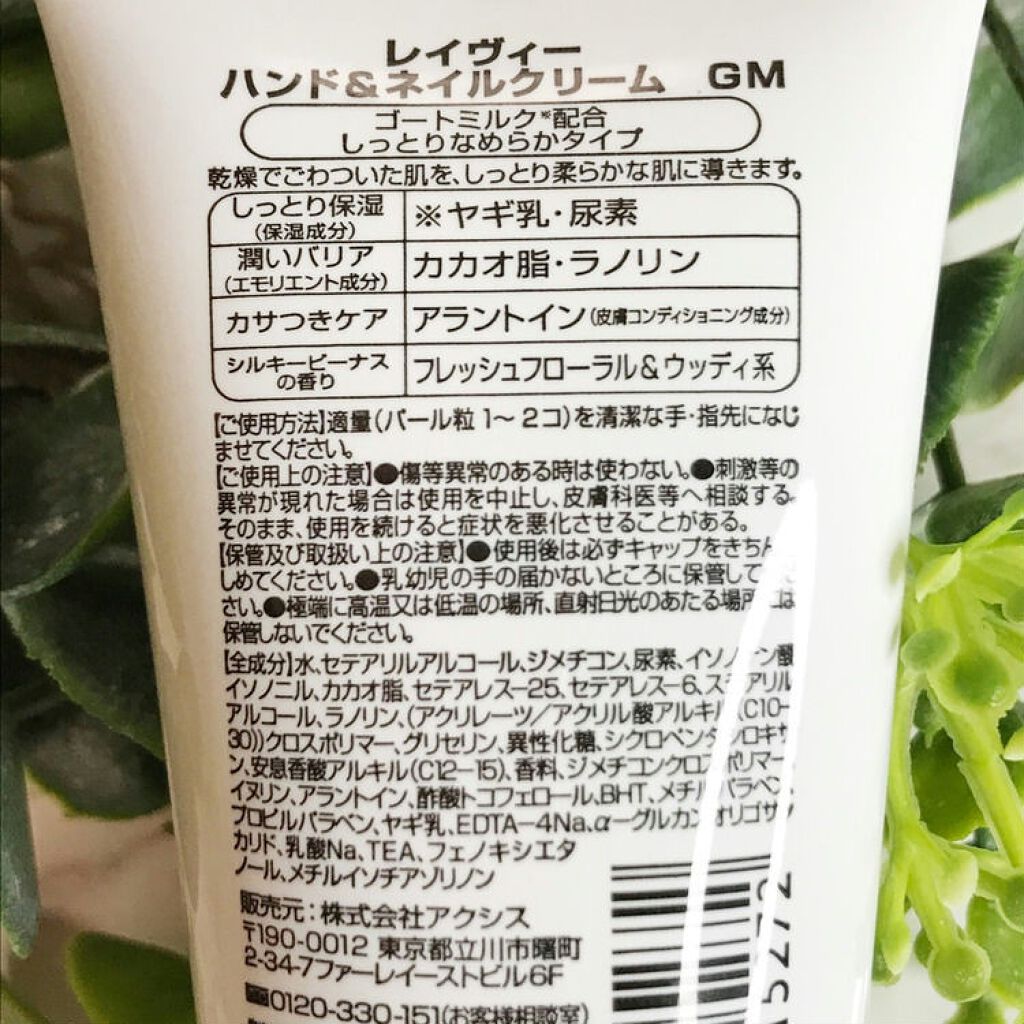 レイヴィー
ハンド&ネイルクリーム GM
ゴートミルク※配合
しっとりなめらかタイプ
乾燥でごわついた肌を、しっとり柔らかな肌に導きます。
しっとり保湿
(保湿成分)
※ヤギ乳・尿素
潤いバリア
(エモリエント成分)
カカオ脂・ラノリン
カサつきケア
アラントイン(皮膚コンディショニング成分)
シルキービーナス
の香り
フレッシュフローラル&ウッディ系
【ご使用方法】適量(パール粒1〜2コ)を清潔な手・指先になじ
ませてください。
【ご使用上の注意】●傷等異常のある時は使わない。●刺激等の
異常が現れた場合は使用を中止し、皮膚科医等へ相談する。
そのまま、使用を続けると症状を悪化させることがある。
【保管及び取扱い上の注意】●使用後は必ずキャップをきちん
しめてください。●乳幼児の手の届かないところに保管して
さい。●極端に高温又は低温の場所、直射日光のあたる場所には
保管しないでください。
【全成分】水、セテアリルアルコール、ジメチコン、尿素、イソノナン酸
イソノニル、カカオ脂、セテアレス-25、セテアレス-6、ステアリル
アルコール、ラノリン、(アクリレーツ/アクリル酸アルキル(C10-
30))クロスポリマー、グリセリン、異性化糖、シクロペンタシロキサ
ン、安息香酸アルキル(C12-15)、香料、ジメチコンクロスポリマー、
イヌリン、アラントイン、酢酸トコフェロール、BHT、メチルパラベン、
プロピルパラベン、ヤギ乳、EDTA-4Na、α-グルカンオリゴサッ
カリド、乳酸Na、TEA、フェノキシエタ
ノール、メチルイソチアゾリノン
販売元:株式会社アクシス
〒190-0012 東京都立川市曙町
2-34-7ファーレイーストビル6F
0120-330-151(お客様相談室)